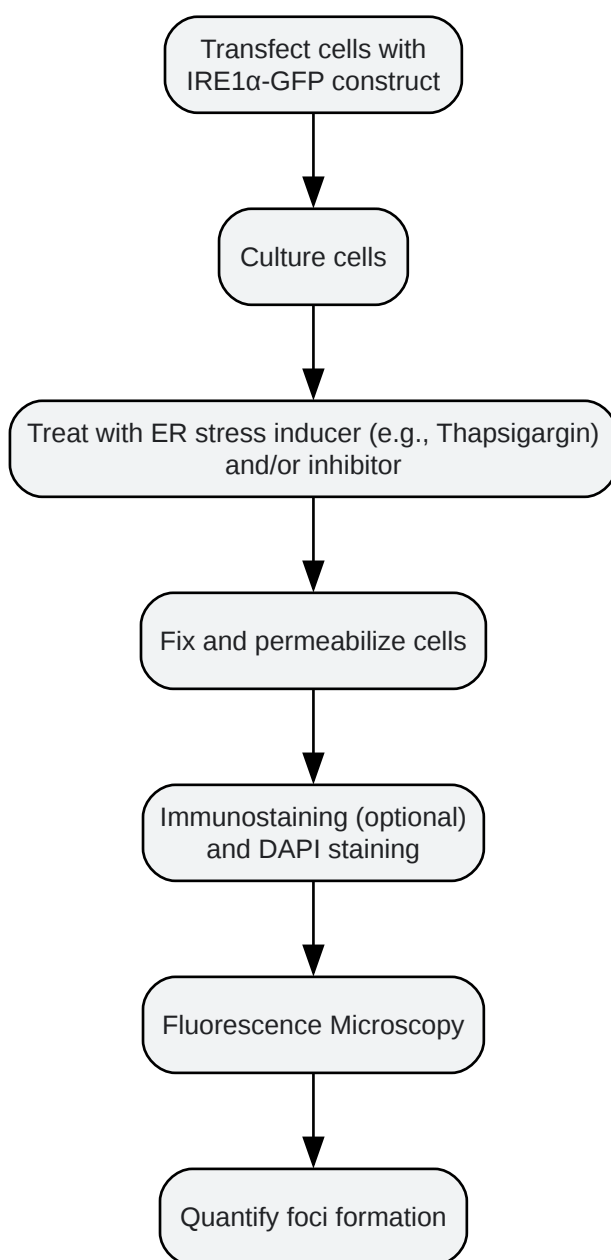 Transfect cells with
IRE1α-GFP construct
Culture cells
Treat with ER stress inducer (e.g., Thapsigargin)
and/or inhibitor
Fix and permeabilize cells
Immunostaining (optional)
and DAPI staining
Fluorescence Microscopy
Quantify foci formation